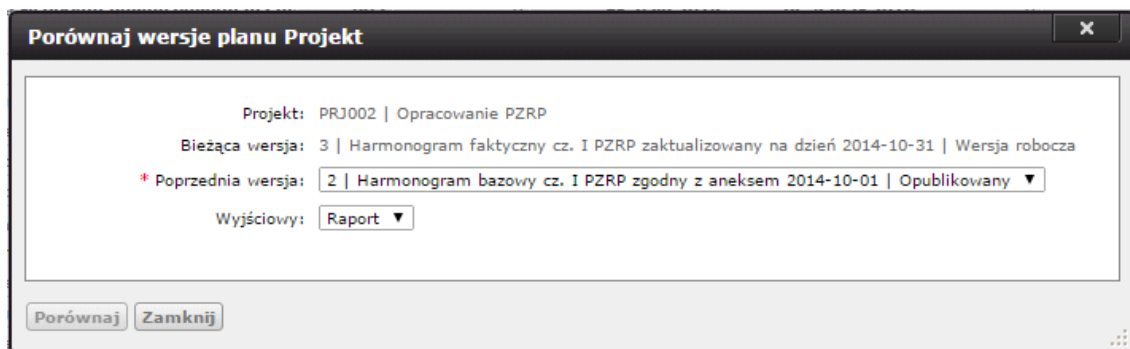 Porównaj wersje planu Projekt
Projekt: PRJ002 | Opracowanie PZRP
Bieżąca wersja: 3 | Harmonogram faktyczny cz. I PZRP zaktualizowany na dzień 2014-10-31 | Wersja robocza
* Poprzednia wersja: 2 | Harmonogram bazowy cz. I PZRP zgodny z aneksem 2014-10-01 | Opublikowany ▼
Wyjściowy: Raport ▼
Porównaj Zamknij